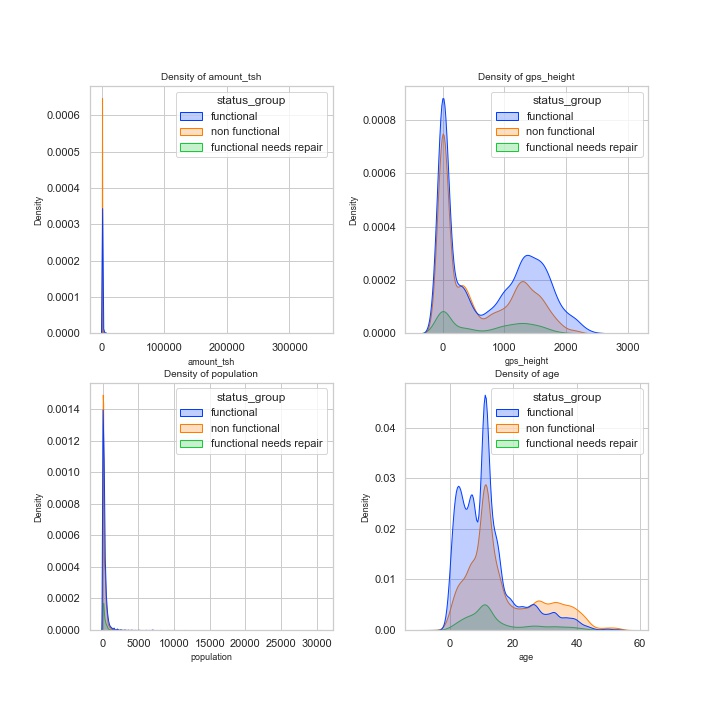 Density of amount_tsh
Density
0.0006
0.0005
0.0004
0.0003
0.0002
0.0001
0.0000
status_group
functional
non functional
functional needs repair
0 100000 200000 300000
amount_tsh
Density of gps_height
Density
0.0008
0.0006
0.0004
0.0002
0.0000
status_group
functional
non functional
functional needs repair
0 1000 2000 3000
gps_height
Density of population
Density
0.0014
0.0012
0.0010
0.0008
0.0006
0.0004
0.0002
0.0000
status_group
functional
non functional
functional needs repair
0 5000 10000 15000 20000 25000 30000
population
Density of age
Density
0.04
0.03
0.02
0.01
0.00
status_group
functional
non functional
functional needs repair
0 20 40 60
age